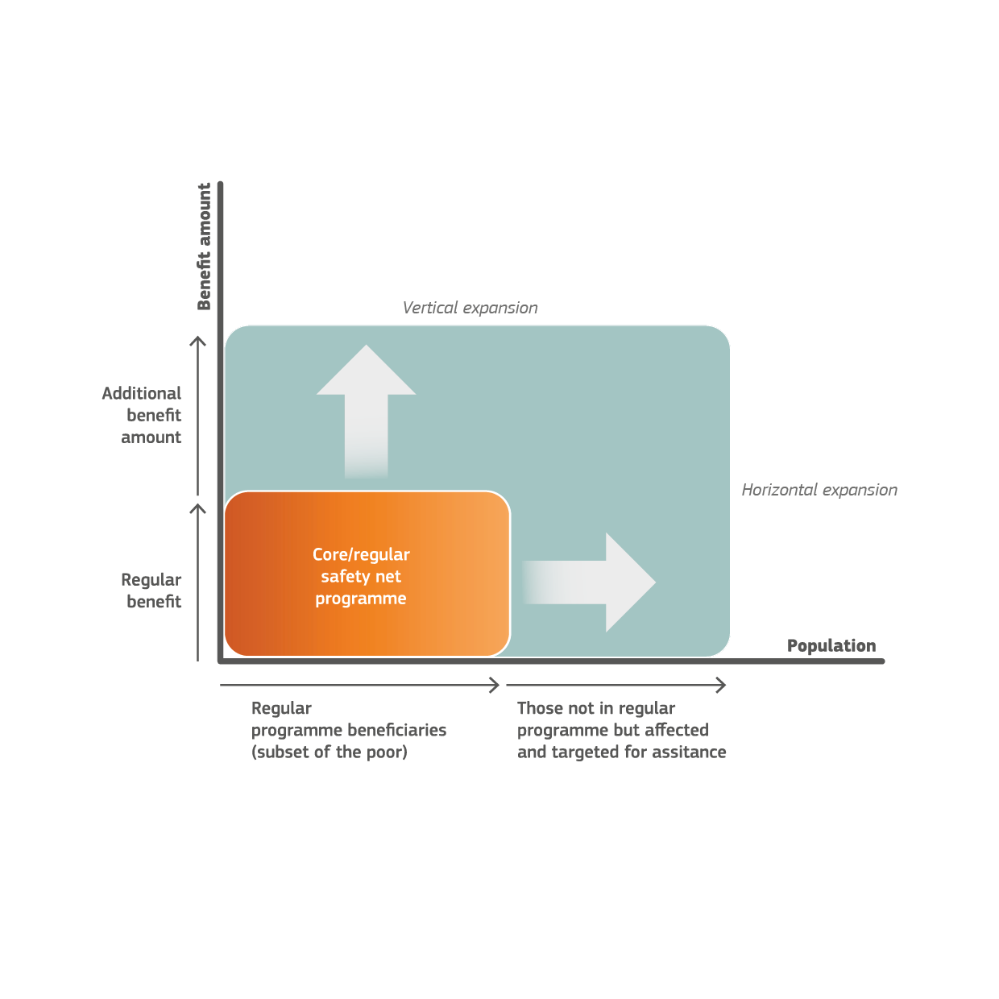 Benefit amount
Vertical expansion
Additional
benefit
amount
Horizontal expansion
Core/regular
safety net
programme
Regular
benefit
Population
Regular
programme beneficiaries
(subset of the poor)
Those not in regular
programme but affected
and targeted for assitance